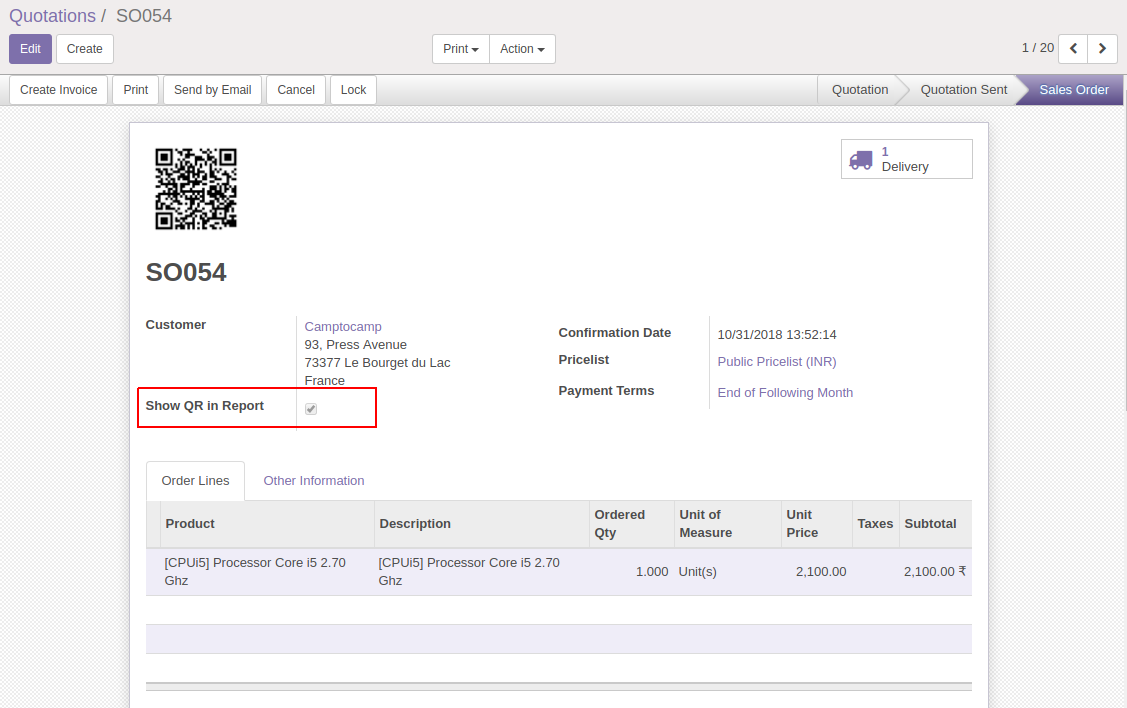 Quotations / SO054
Edit Create Print Action 1 / 20
Create Invoice Print Send by Email Cancel Lock Quotation Quotation Sent Sales Order
1
Delivery
SO054
Customer
Camptocamp
93, Press Avenue
73377 Le Bourget du Lac
France
Show QR in Report
Confirmation Date 10/31/2018 13:52:14
Pricelist Public Pricelist (INR)
Payment Terms End of Following Month
Order Lines Other Information
Product Description Ordered Qty Unit of Measure Unit Price Taxes Subtotal
[CPUi5] Processor Core i5 2.70 Ghz [CPUi5] Processor Core i5 2.70 Ghz 1.000 Unit(s) 2,100.00 2,100.00 ₹